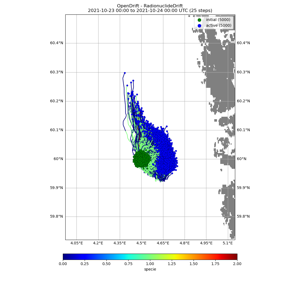 OpenDrift - RadionuclideDrift
2021-10-23 00:00 to 2021-10-24 00:00 UTC (25 steps)
initial (5000)
active (5000)
60.4°N
60.3°N
60.2°N
60.1°N
60°N
59.9°N
59.8°N
4.05°E 4.2°E 4.35°E 4.5°E 4.65°E 4.8°E 4.95°E 5.1°E
0.00 0.25 0.50 0.75 1.00 1.25 1.50 1.75 2.00
specie